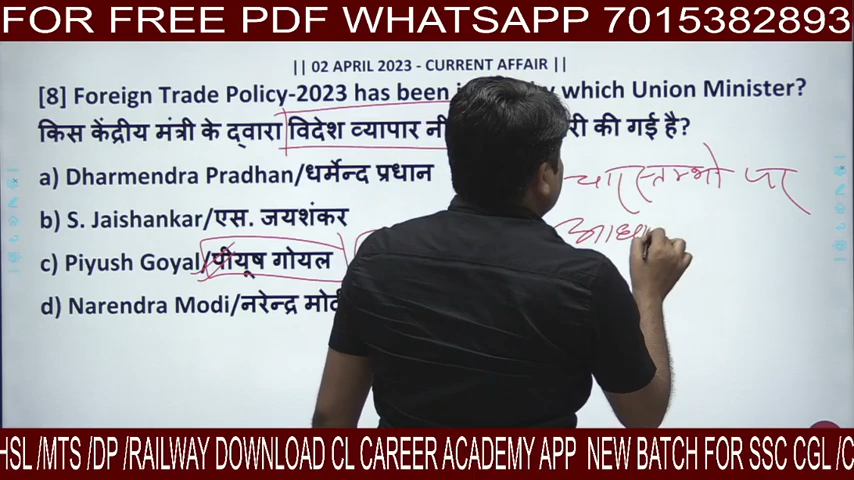 FOR FREE PDF WHATSAPP 7015382893
|| 02 APRIL 2023 - CURRENT AFFAIR ||
[8] Foreign Trade Policy-2023 has been which Union Minister?
किस केंद्रीय मंत्री के द्वारा विदेश व्यापार की गई है?
a) Dharmendra Pradhan/धर्मेन्द प्रधान
चार स्तम्भो पर
b) S. Jaishankar/एस. जयशंकर
c) Piyush Goyal/पीयूष गोयल
d) Narendra Modi/नरेन्द्र
HSL /MTS /DP /RAILWAY DOWNLOAD CL CAREER ACADEMY APP NEW BATCH FOR SSC CGL /C